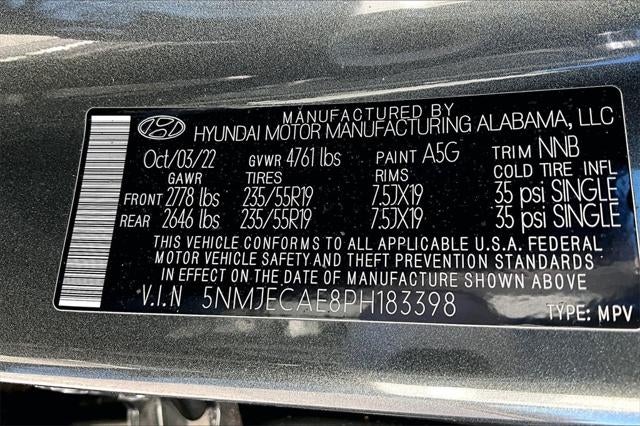 MANUFACTURED BY
HYUNDAI MOTOR MANUFACTURING ALABAMA, LLC
Oct/03/22 GVWR 4761 lbs PAINT A5G TRIM NNB
GAWR TIRES RIMS COLD TIRE INFL
FRONT 2778 lbs 235/55R19 7.5JX19 35 psi SINGLE
REAR 2646 lbs 235/55R19 7.5JX19 35 psi SINGLE
THIS VEHICLE CONFORMS TO ALL APPLICABLE U.S.A. FEDERAL
MOTOR VEHICLE SAFETY AND THEFT PREVENTION STANDARDS
IN EFFECT ON THE DATE OF MANUFACTURE SHOWN ABOVE
V.I.N 5NMJECAE8PH183398
TYPE: MPV